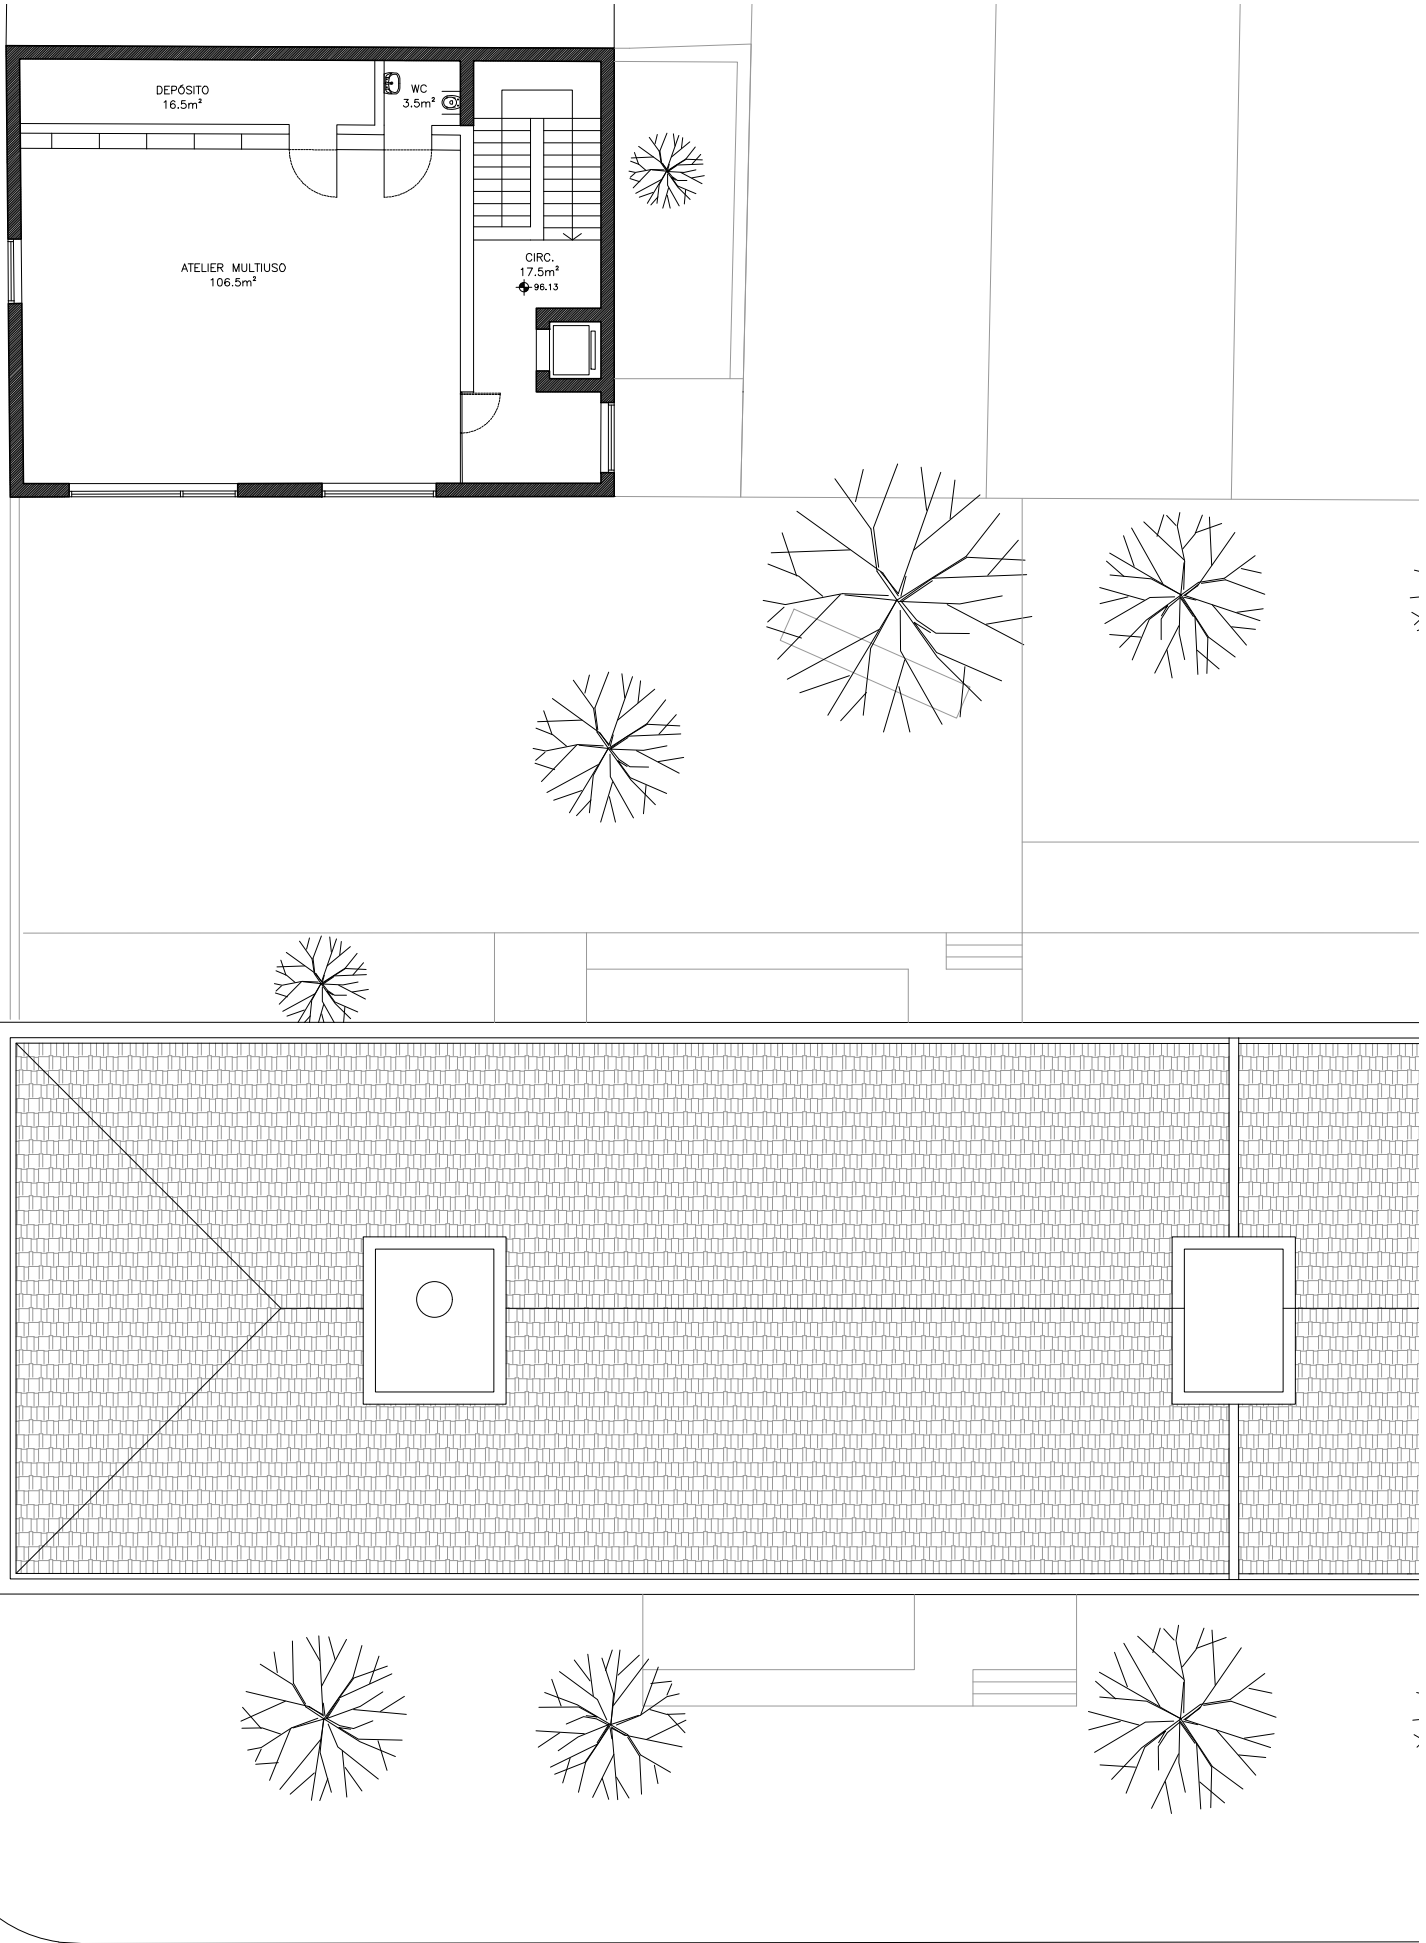 DEPÓSITO
16.5m²
WC
3.5m²
ATELIER MULTIUSO
106.5m²
CIRC.
17.5m²
96.13